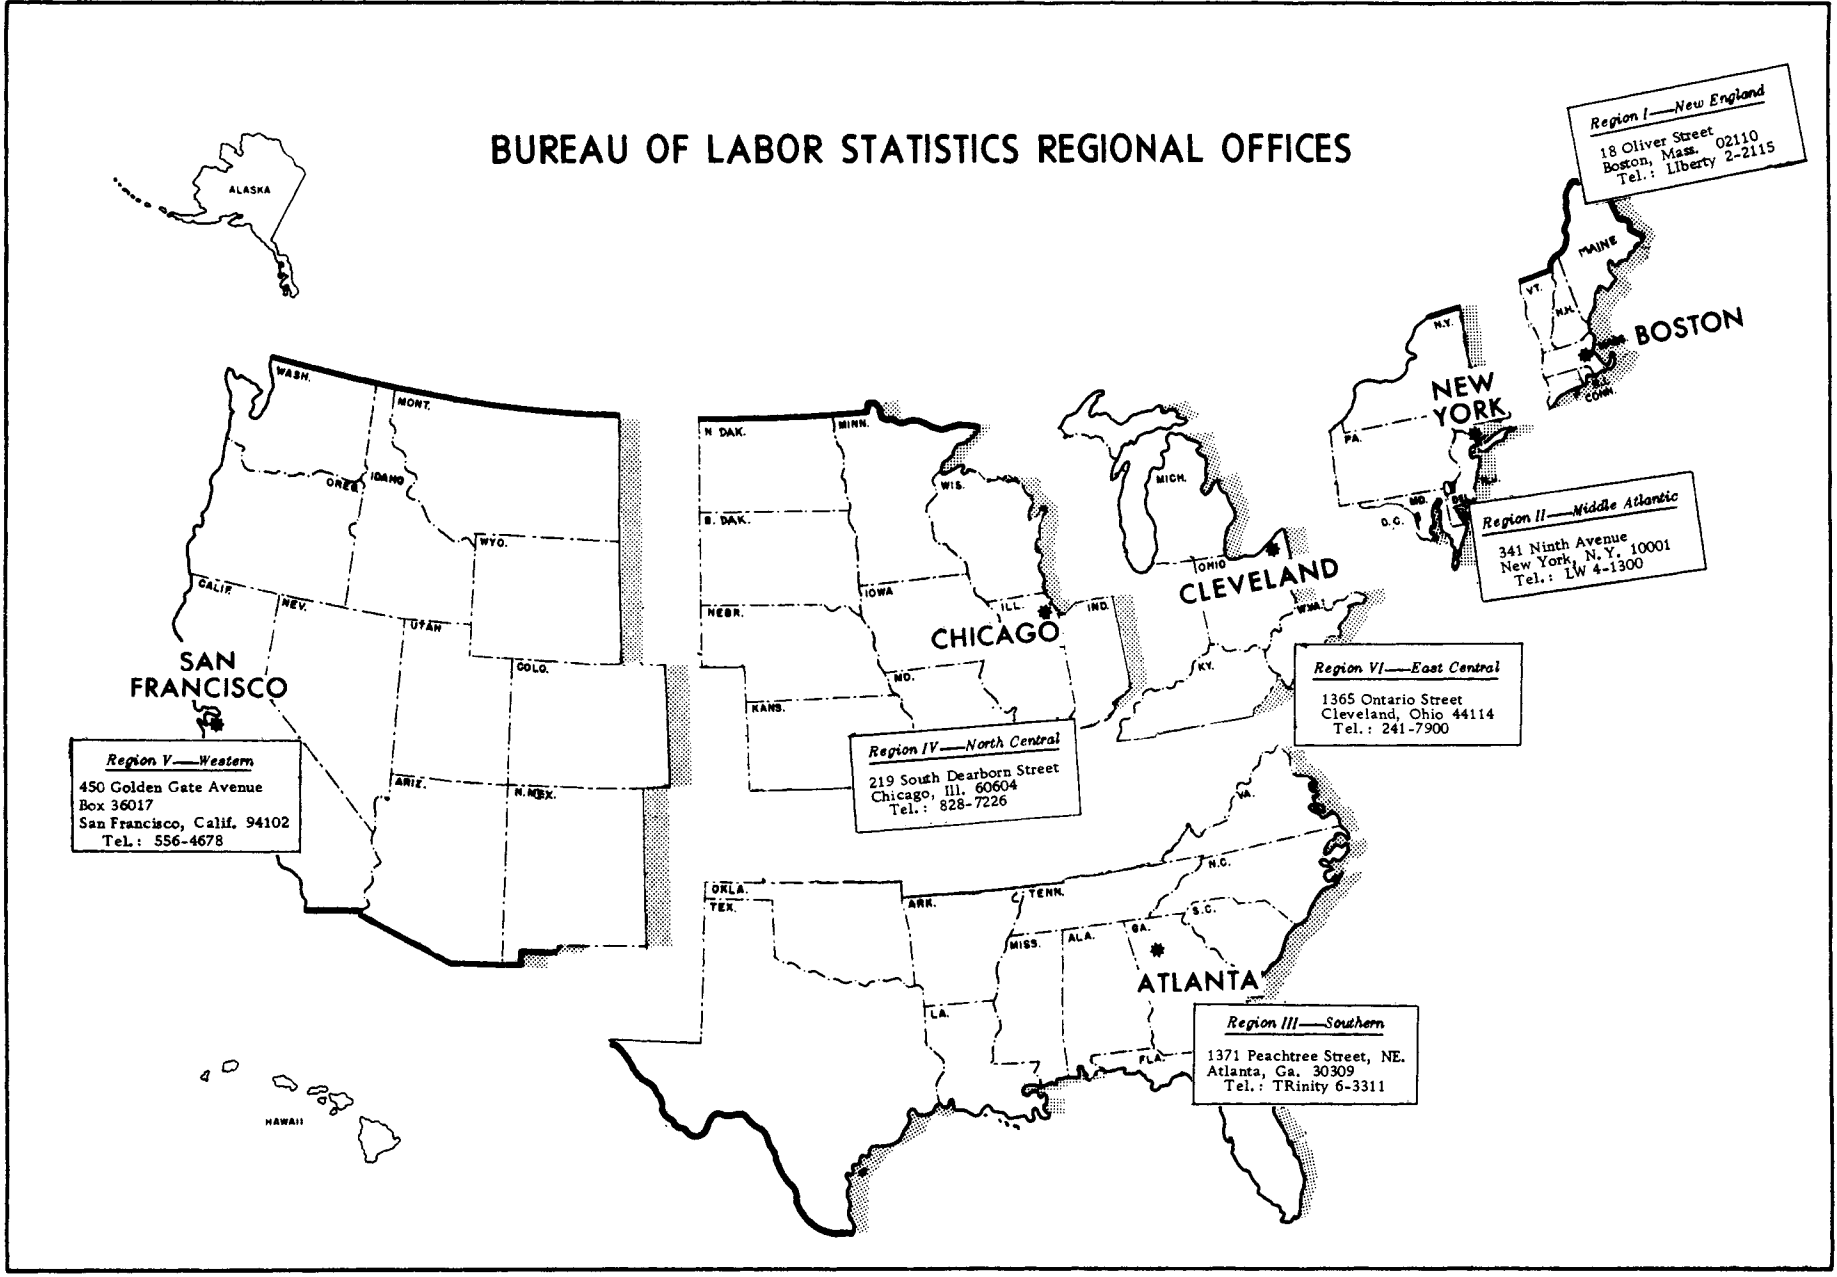 BUREAU OF LABOR STATISTICS REGIONAL OFFICES
Region I—New England
18 Oliver Street
Boston, Mass. 02110
Tel.: LIberty 2-2115
ALASKA
MAINE
VT.
N.H.
BOSTON
CONN.
N.Y.
NEW
YORK
PA.
MD.
DEL.
D.C.
Region II—Middle Atlantic
341 Ninth Avenue
New York, N.Y. 10001
Tel.: LW 4-1300
WASH.
MONT.
OREG.
IDAHO
WYO.
CALIF.
NEV.
UTAH
COLO.
ARIZ.
N.MEX.
SAN
FRANCISCO
Region V—Western
450 Golden Gate Avenue
Box 36017
San Francisco, Calif. 94102
Tel.: 556-4678
N DAK.
MINN.
S. DAK.
WIS.
NEBR.
IOWA
ILL.
IND.
CHICAGO
KANS.
MO.
Region IV—North Central
219 South Dearborn Street
Chicago, Ill. 60604
Tel.: 828-7226
MICH.
OHIO
CLEVELAND
W.VA.
KY.
Region VI—East Central
1365 Ontario Street
Cleveland, Ohio 44114
Tel.: 241-7900
VA.
N.C.
OKLA.
TEX.
ARK.
TENN.
S.C.
MISS.
ALA.
GA.
LA.
FLA.
ATLANTA
Region III—Southern
1371 Peachtree Street, NE.
Atlanta, Ga. 30309
Tel.: TRinity 6-3311
HAWAII